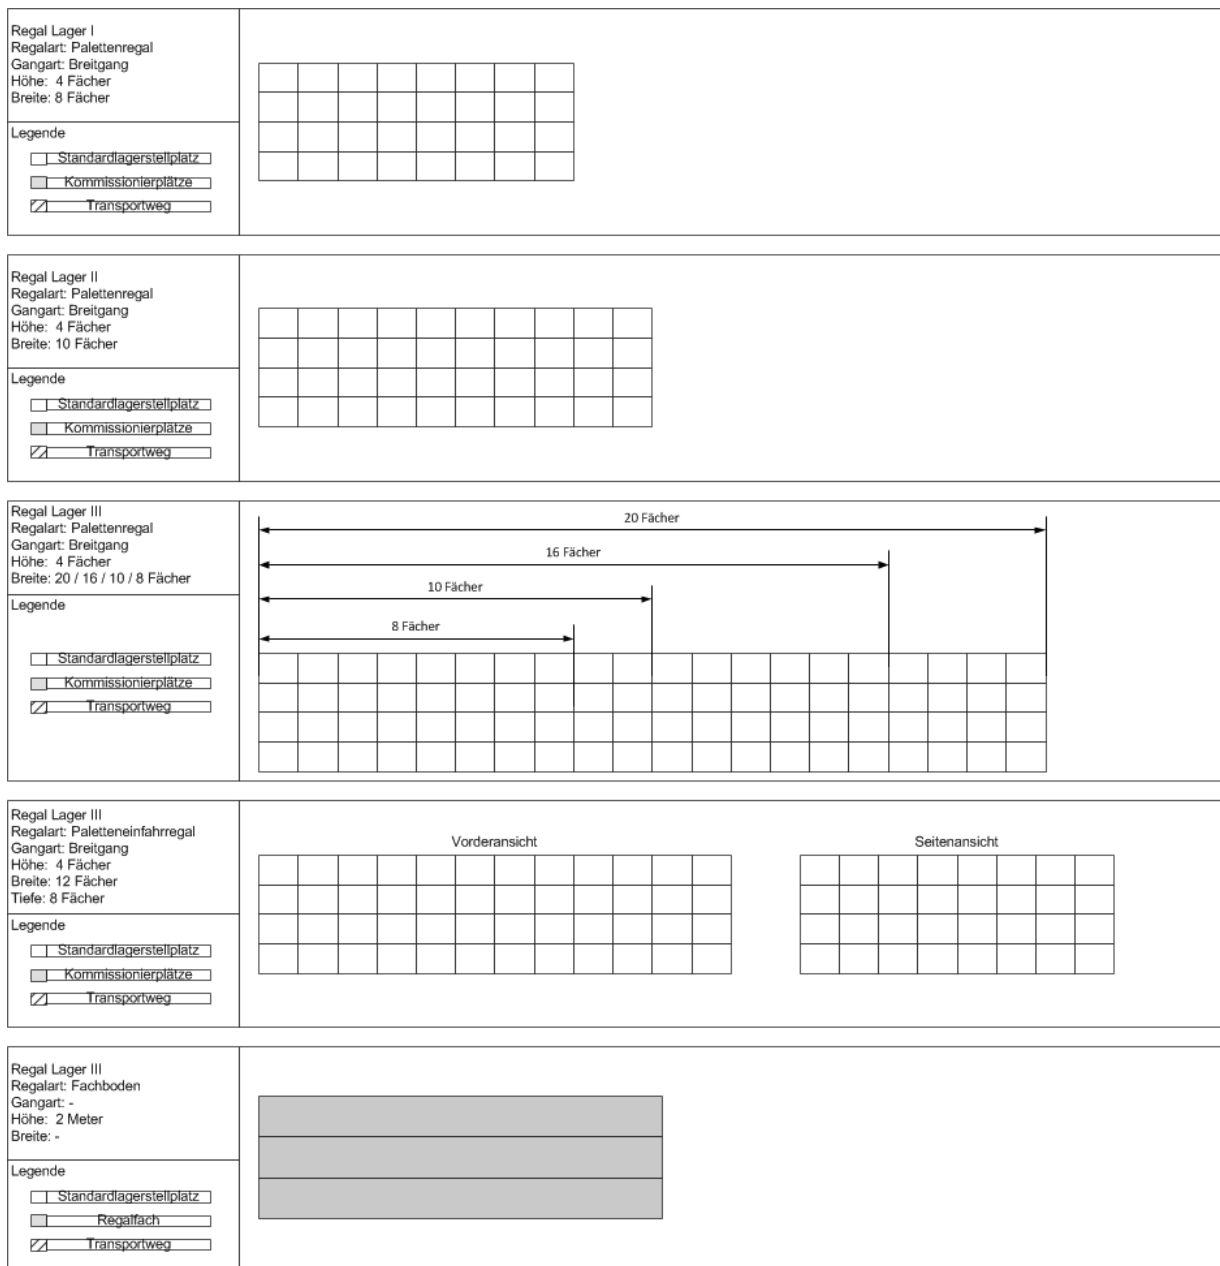 Regal Lager I
Regalart: Palettenregal
Gangart: Breitgang
Höhe: 4 Fächer
Breite: 8 Fächer
Legende
Standardlagerstellplatz
Kommissionierplätze
Transportweg
Regal Lager II
Regalart: Palettenregal
Gangart: Breitgang
Höhe: 4 Fächer
Breite: 10 Fächer
Legende
Standardlagerstellplatz
Kommissionierplätze
Transportweg
Regal Lager III
Regalart: Palettenregal
Gangart: Breitgang
Höhe: 4 Fächer
Breite: 20 / 16 / 10 / 8 Fächer
Legende
Standardlagerstellplatz
Kommissionierplätze
Transportweg
20 Fächer
16 Fächer
10 Fächer
8 Fächer
Regal Lager III
Regalart: Paletteneinfahrregal
Gangart: Breitgang
Höhe: 4 Fächer
Breite: 12 Fächer
Tiefe: 8 Fächer
Legende
Standardlagerstellplatz
Kommissionierplätze
Transportweg
Vorderansicht
Seitenansicht
Regal Lager III
Regalart: Fachboden
Gangart: -
Höhe: 2 Meter
Breite: -
Legende
Standardlagerstellplatz
Regalfach
Transportweg